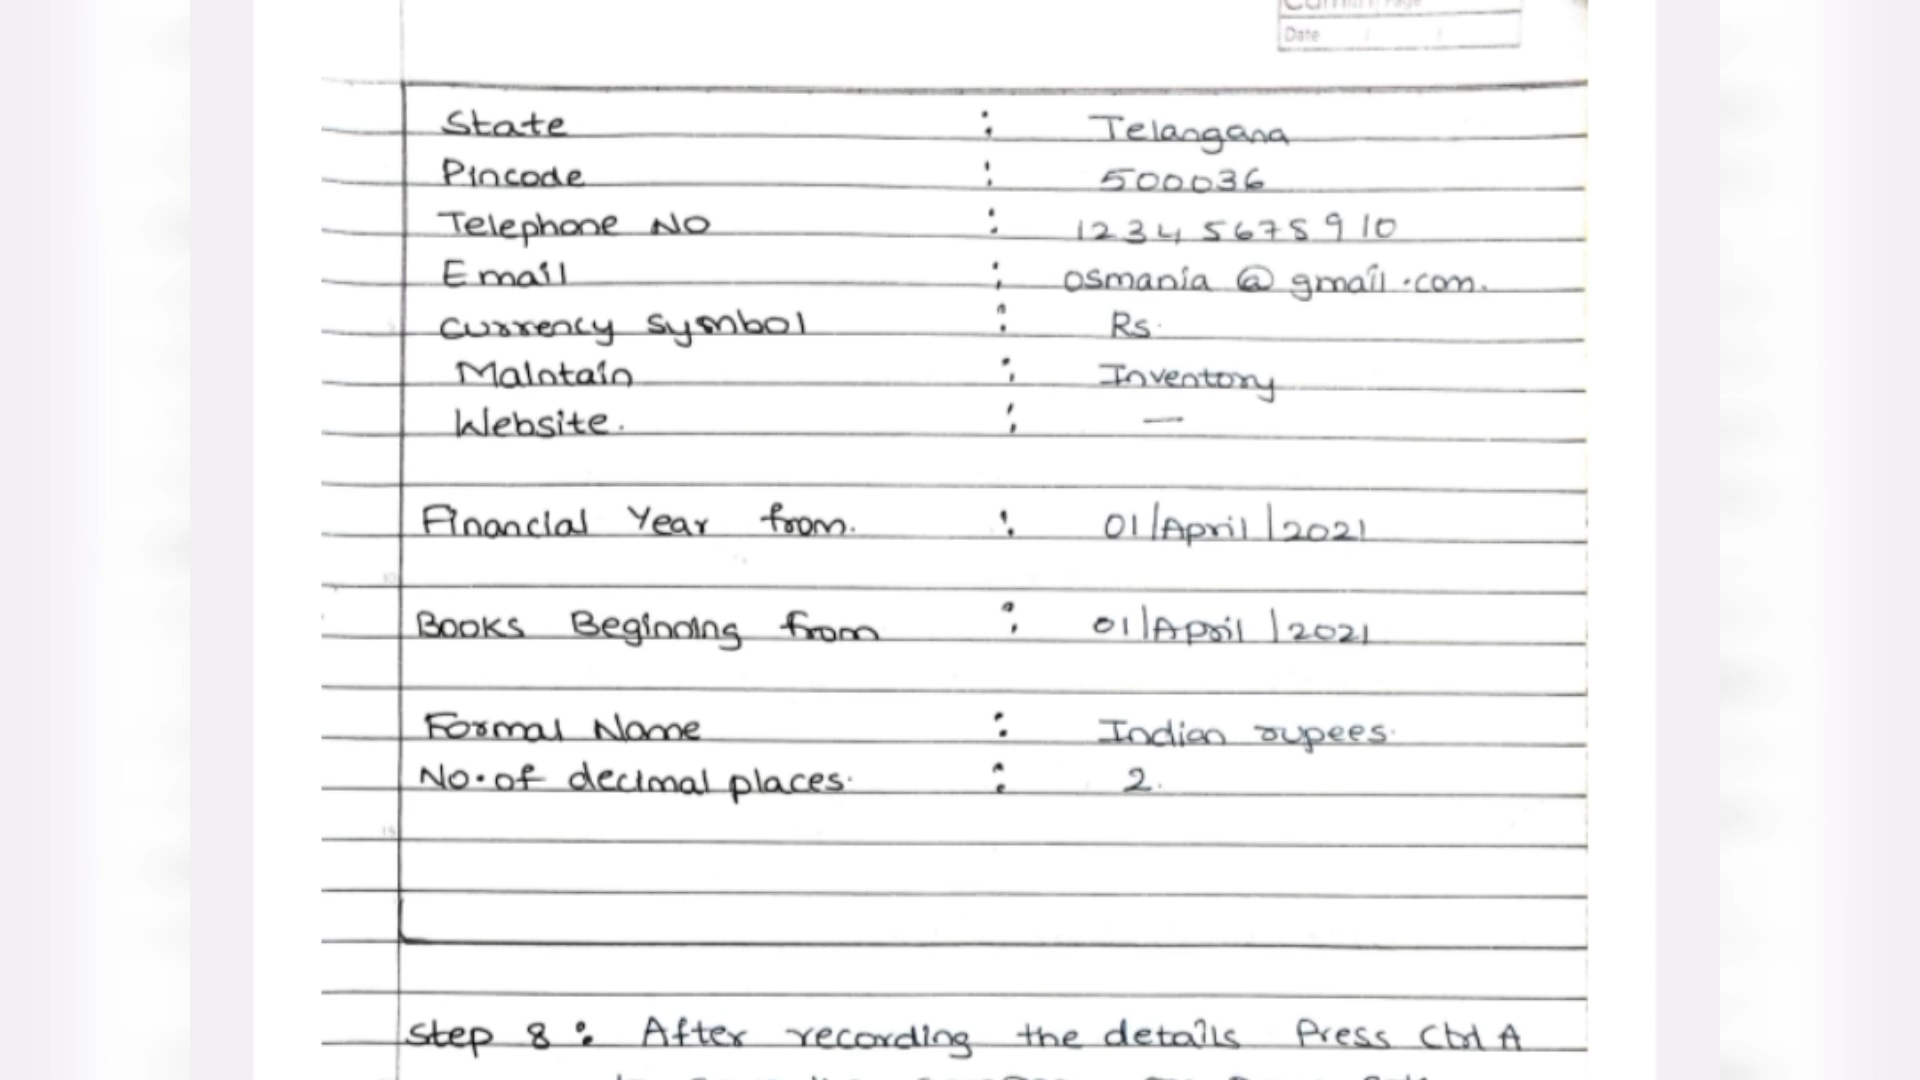 Date / /
State : Telangana
Pincode : 500036
Telephone No : 12345678910
Email : osmania @ gmail.com.
Currency symbol : Rs.
Maintain : Inventory
Website. : —
Financial Year from. : 01/April/2021
Books Beginning from : 01/April/2021
Formal Name : Indian rupees.
No. of decimal places. : 2.
Step 8 : After recording the details Press Ctrl A